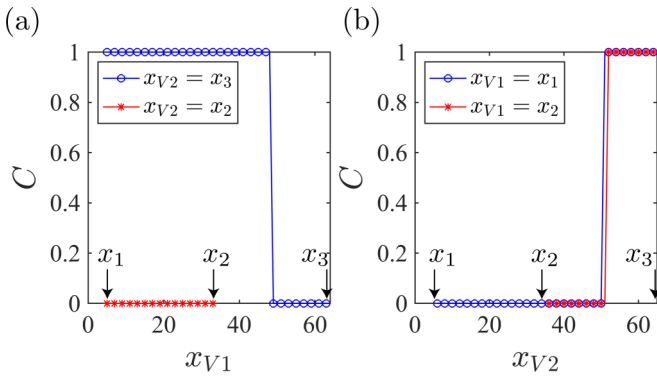 (a)
1
0.8
0.6
0.4
0.2
0
C
x_{V2} = x_3
x_{V2} = x_2
x_1
x_2
x_3
0 20 40 60
x_{V1}
(b)
1
0.8
0.6
0.4
0.2
0
C
x_{V1} = x_1
x_{V1} = x_2
x_1
x_2
x_3
0 20 40 60
x_{V2}